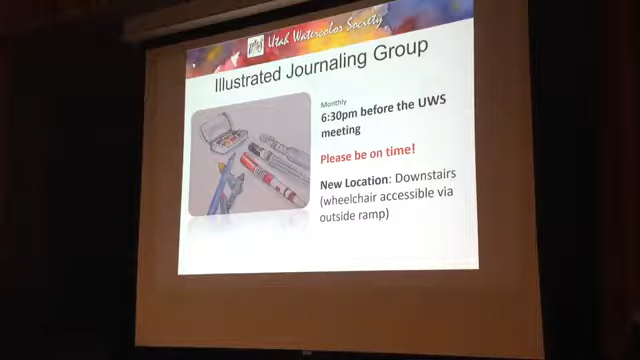 Utah Watercolor Society
Illustrated Journaling Group
Monthly
6:30pm before the UWS
meeting
Please be on time!
New Location: Downstairs
(wheelchair accessible via
outside ramp)